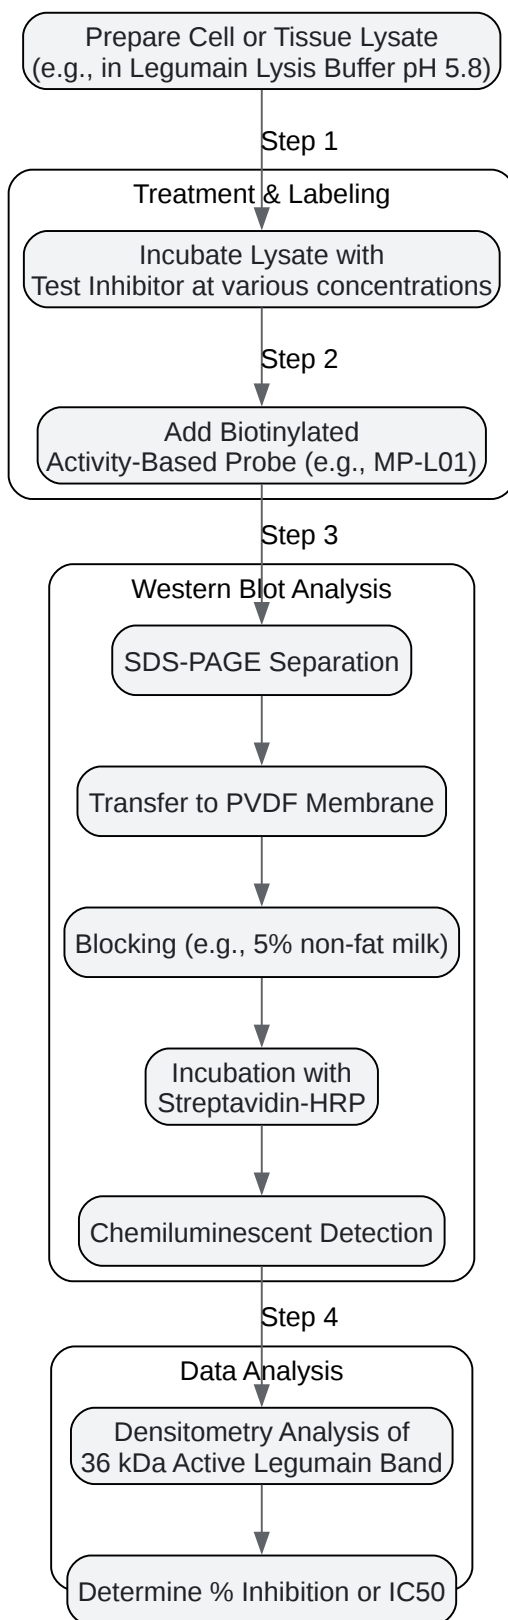 Prepare Cell or Tissue Lysate
(e.g., in Legumain Lysis Buffer pH 5.8)
Step 1
Treatment & Labeling
Incubate Lysate with
Test Inhibitor at various concentrations
Step 2
Add Biotinylated
Activity-Based Probe (e.g., MP-L01)
Step 3
Western Blot Analysis
SDS-PAGE Separation
Transfer to PVDF Membrane
Blocking (e.g., 5% non-fat milk)
Incubation with
Streptavidin-HRP
Chemiluminescent Detection
Step 4
Data Analysis
Densitometry Analysis of
36 kDa Active Legumain Band
Determine % Inhibition or IC50